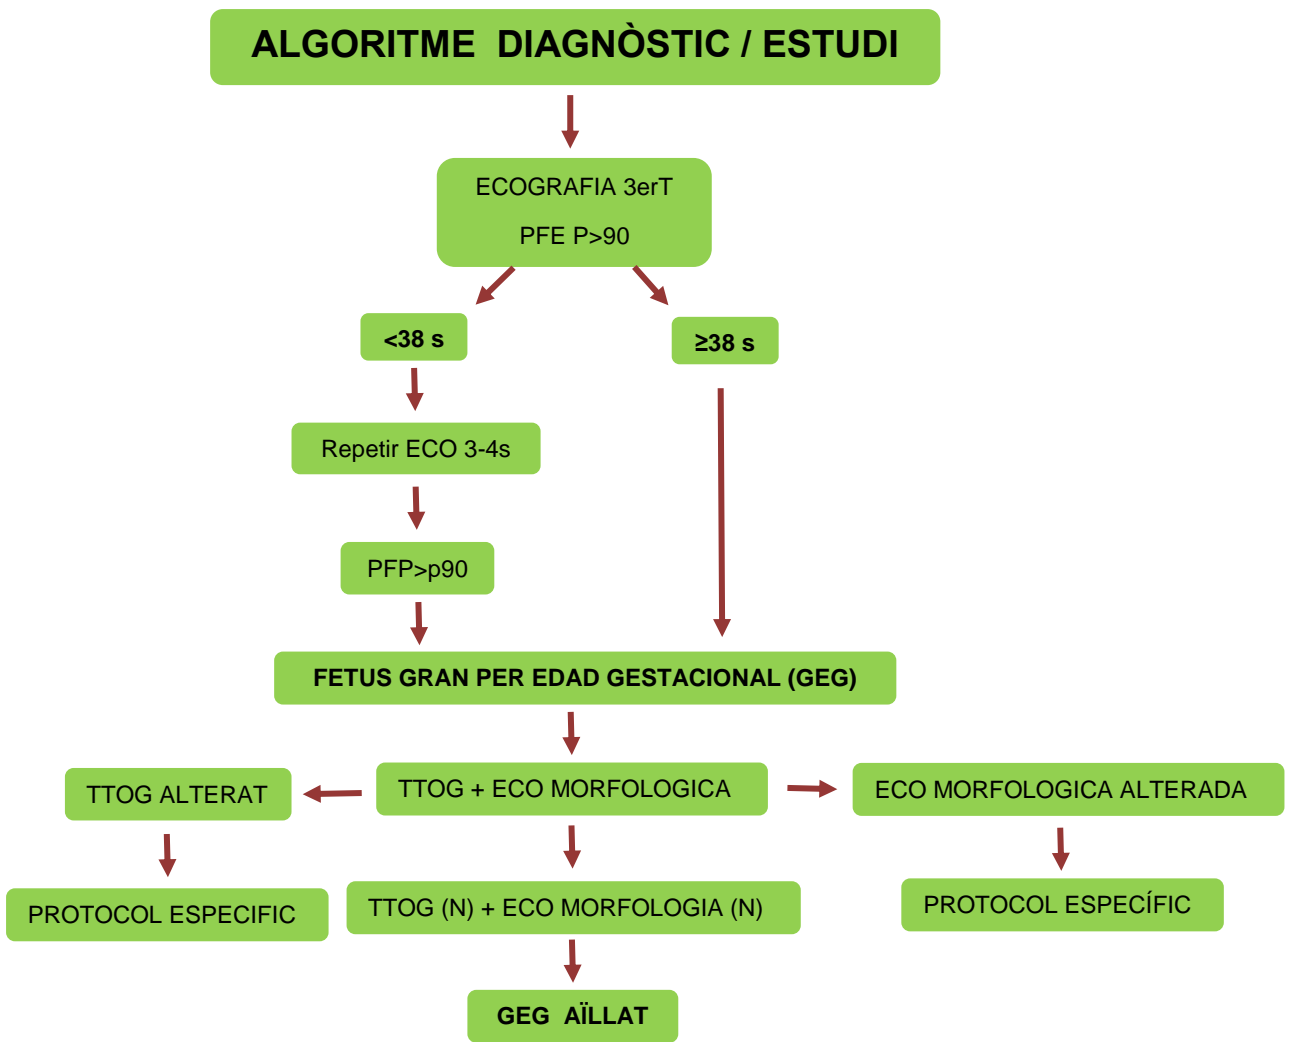 ALGORITME DIAGNÒSTIC / ESTUDI
ECOGRAFIA 3erT
PFE P>90
<38 s
≥38 s
Repetir ECO 3-4s
PFP>p90
FETUS GRAN PER EDAD GESTACIONAL (GEG)
TTOG ALTERAT
TTOG + ECO MORFOLOGICA
ECO MORFOLOGICA ALTERADA
PROTOCOL ESPECIFIC
TTOG (N) + ECO MORFOLOGIA (N)
PROTOCOL ESPECÍFIC
GEG AÏLLAT